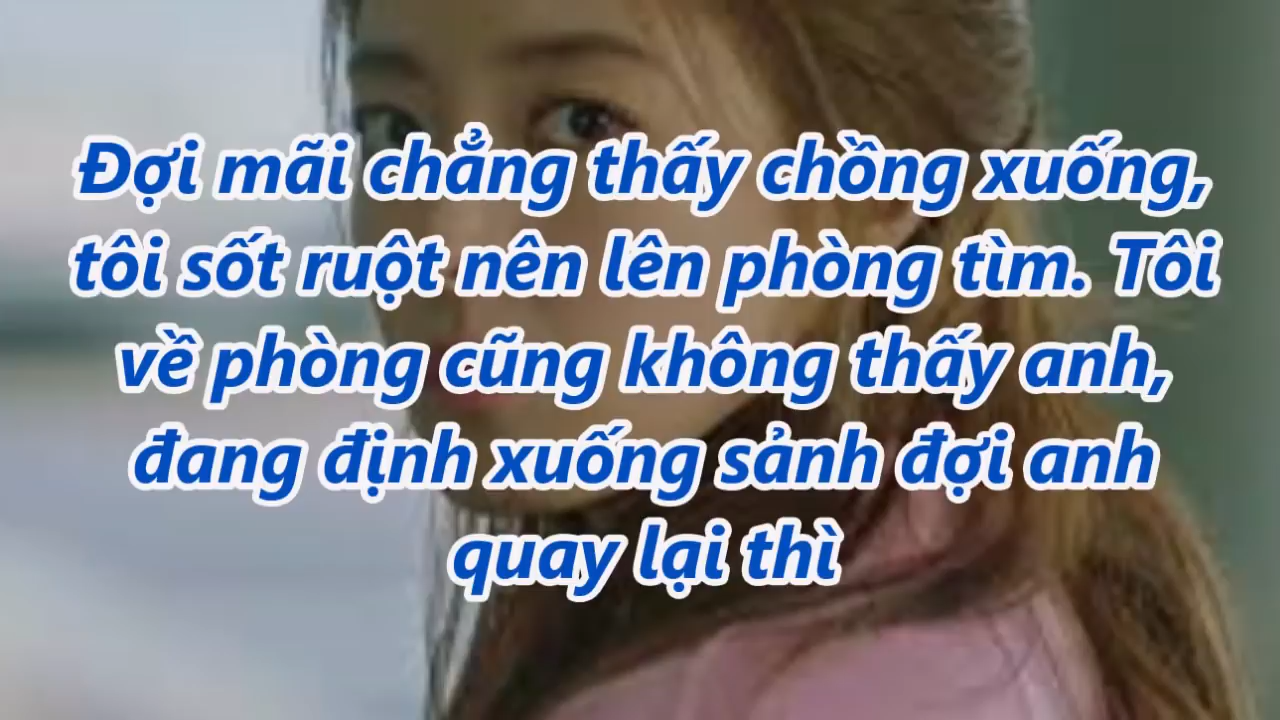 Đợi mãi chẳng thấy chồng xuống,
tôi sốt ruột nên lên phòng tìm. Tôi
về phòng cũng không thấy anh,
đang định xuống sảnh đợi anh
quay lại thì